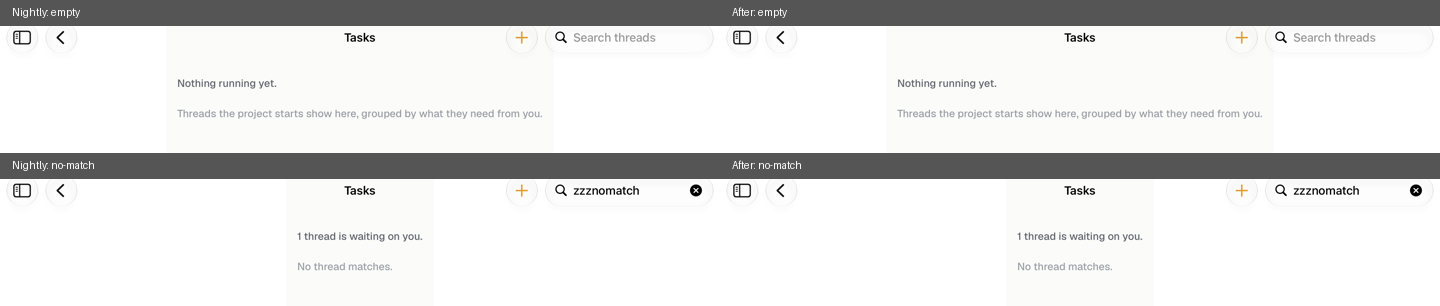 Nightly: empty
After: empty
Tasks
Search threads
Tasks
Search threads
Nothing running yet.
Nothing running yet.
Threads the project starts show here, grouped by what they need from you.
Threads the project starts show here, grouped by what they need from you.
Nightly: no-match
After: no-match
Tasks
zzznomatch
Tasks
zzznomatch
1 thread is waiting on you.
1 thread is waiting on you.
No thread matches.
No thread matches.